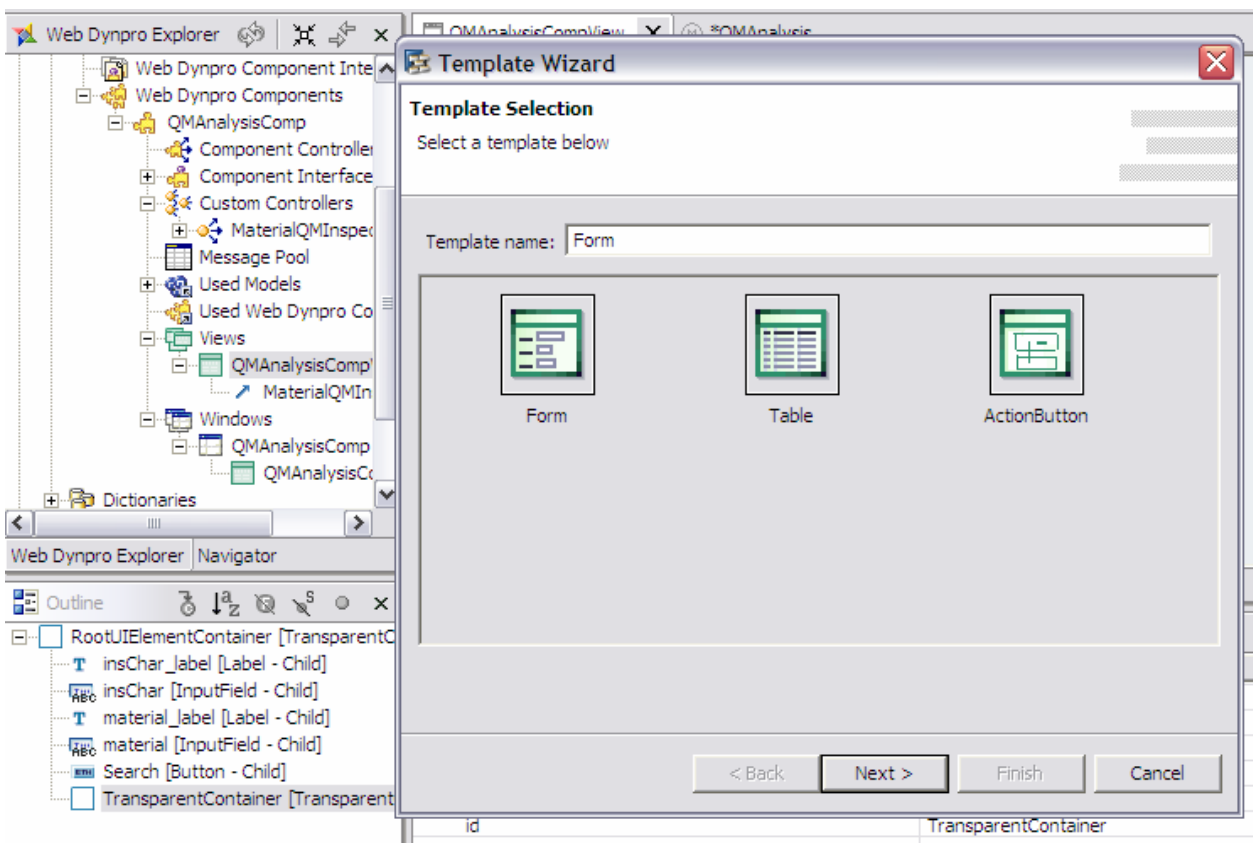 Web Dynpro Explorer
QMAnalysisCompView
*QMAnalysis
Web Dynpro Component Inte
Web Dynpro Components
QMAnalysisComp
Component Controller
Component Interface
Custom Controllers
MaterialQMInspec
Message Pool
Used Models
Used Web Dynpro Co
Views
QMAnalysisComp
MaterialQMIn
Windows
QMAnalysisComp
QMAnalysisCo
Dictionaries
Web Dynpro Explorer
Navigator
Outline
RootUIElementContainer [TransparentC
insChar_label [Label - Child]
insChar [InputField - Child]
material_label [Label - Child]
material [InputField - Child]
Search [Button - Child]
TransparentContainer [Transparent
Template Wizard
Template Selection
Select a template below
Template name: Form
Form
Table
ActionButton
< Back
Next >
Finish
Cancel
id
TransparentContainer